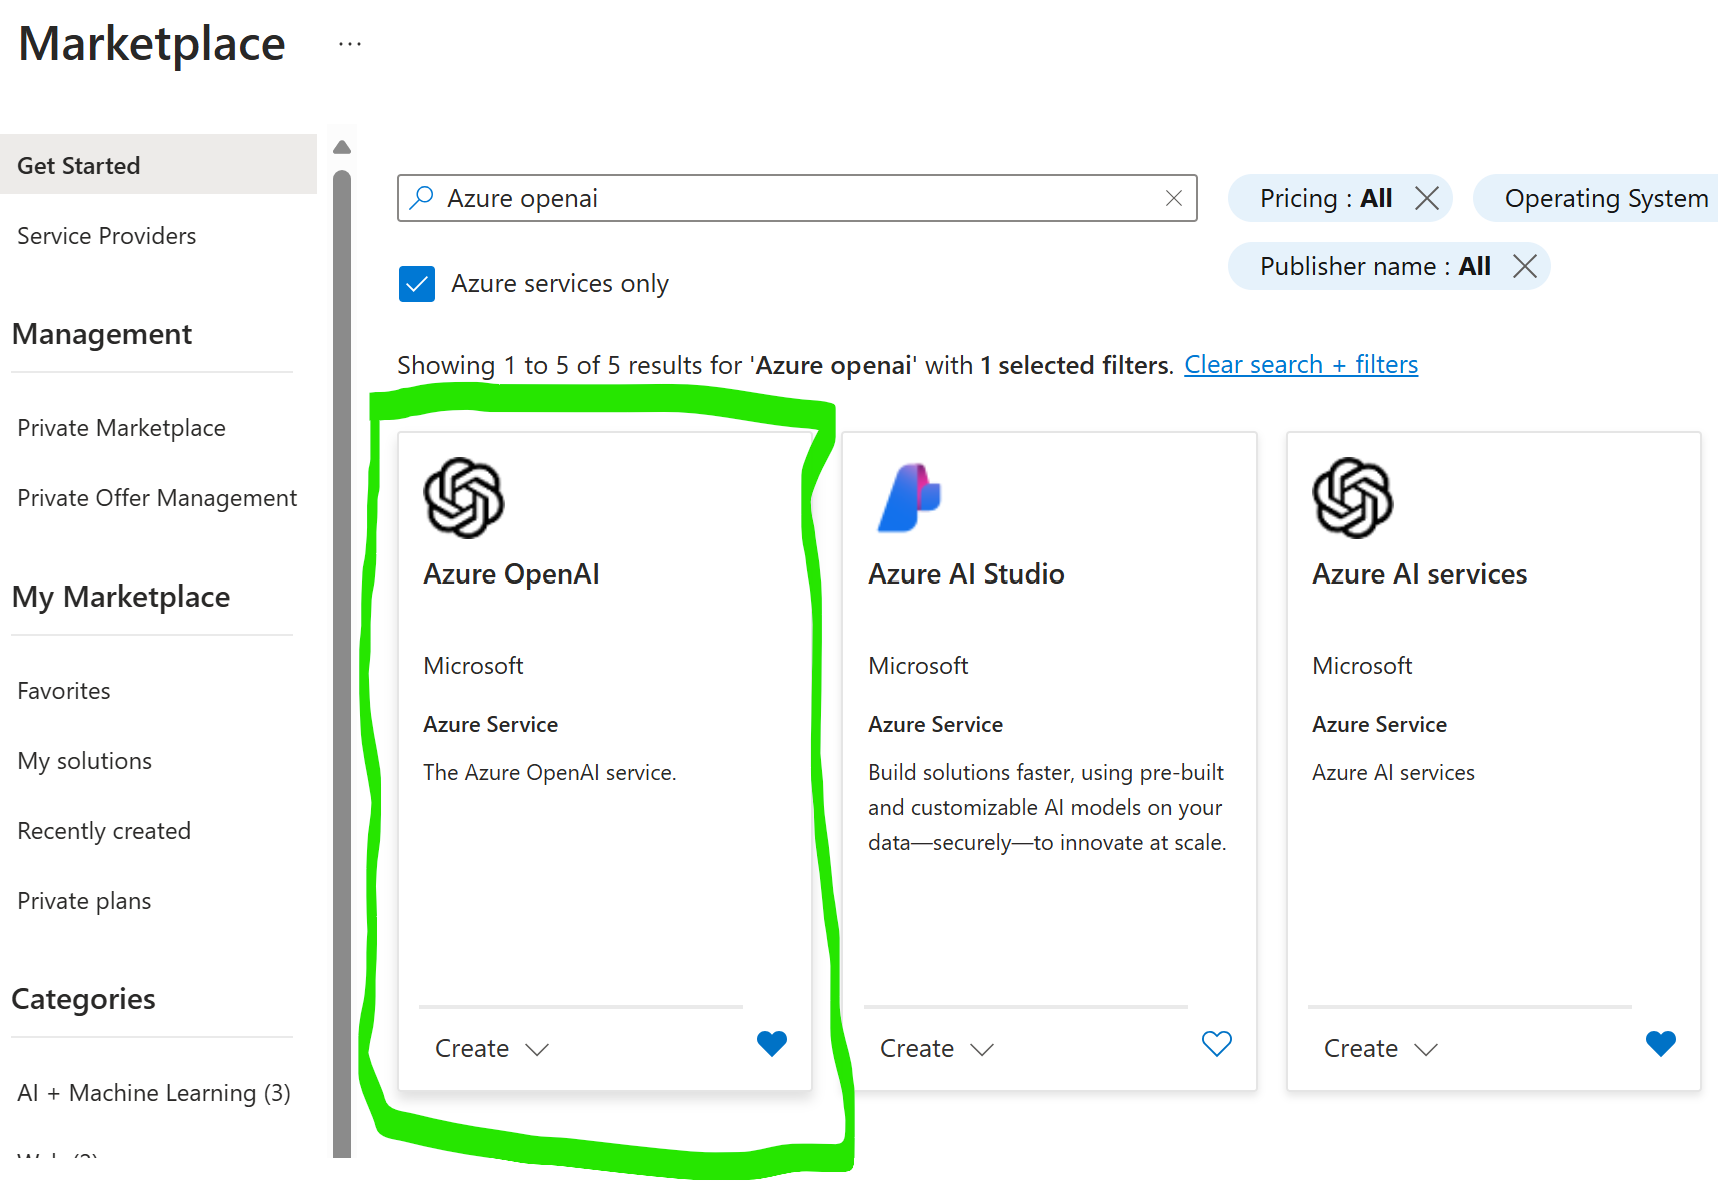 Marketplace ...
Get Started
Service Providers
Management
Private Marketplace
Private Offer Management
My Marketplace
Favorites
My solutions
Recently created
Private plans
Categories
AI + Machine Learning (3)
Azure openai
Pricing : All
Operating System
Publisher name : All
Azure services only
Showing 1 to 5 of 5 results for 'Azure openai' with 1 selected filters. Clear search + filters
Azure OpenAI
Microsoft
Azure Service
The Azure OpenAI service.
Create
Azure AI Studio
Microsoft
Azure Service
Build solutions faster, using pre-built
and customizable AI models on your
data—securely—to innovate at scale.
Create
Azure AI services
Microsoft
Azure Service
Azure AI services
Create